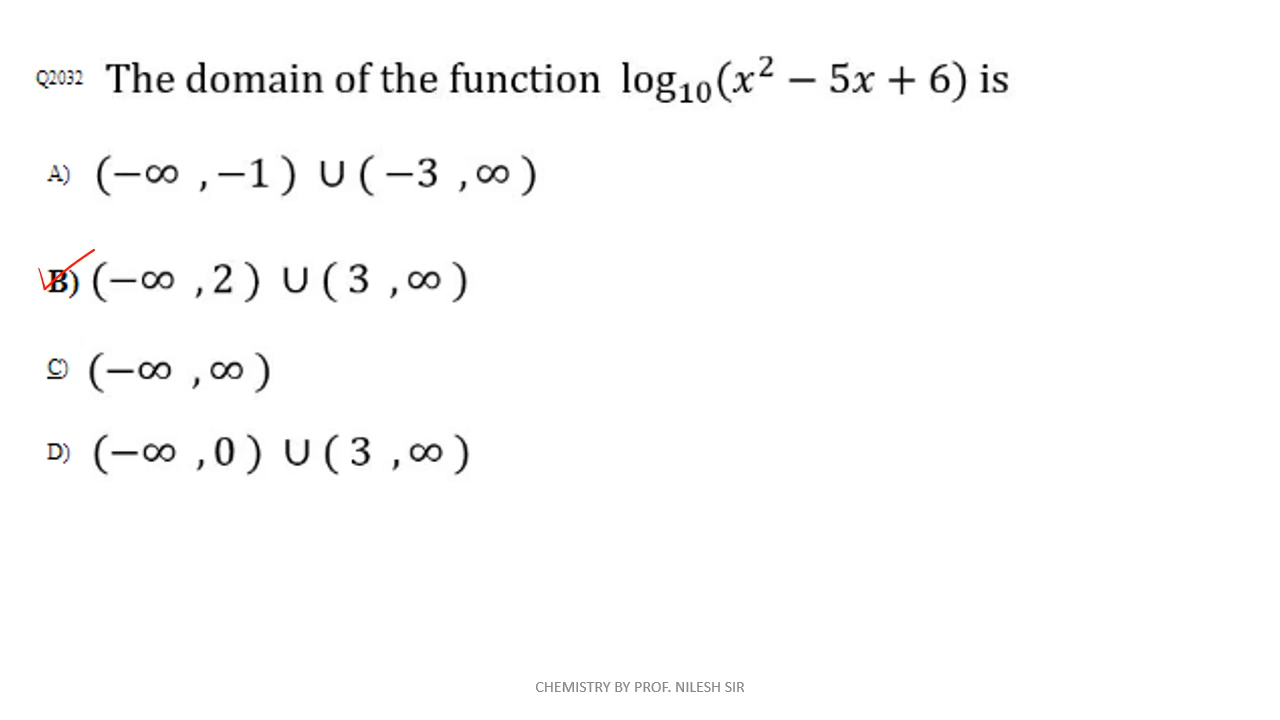 Q2032 The domain of the function log₁₀(x² − 5x + 6) is
A) (−∞ ,−1 ) ∪ ( −3 ,∞ )
B) (−∞ ,2 ) ∪ ( 3 ,∞ )
C) (−∞ ,∞ )
D) (−∞ ,0 ) ∪ ( 3 ,∞ )
CHEMISTRY BY PROF. NILESH SIR